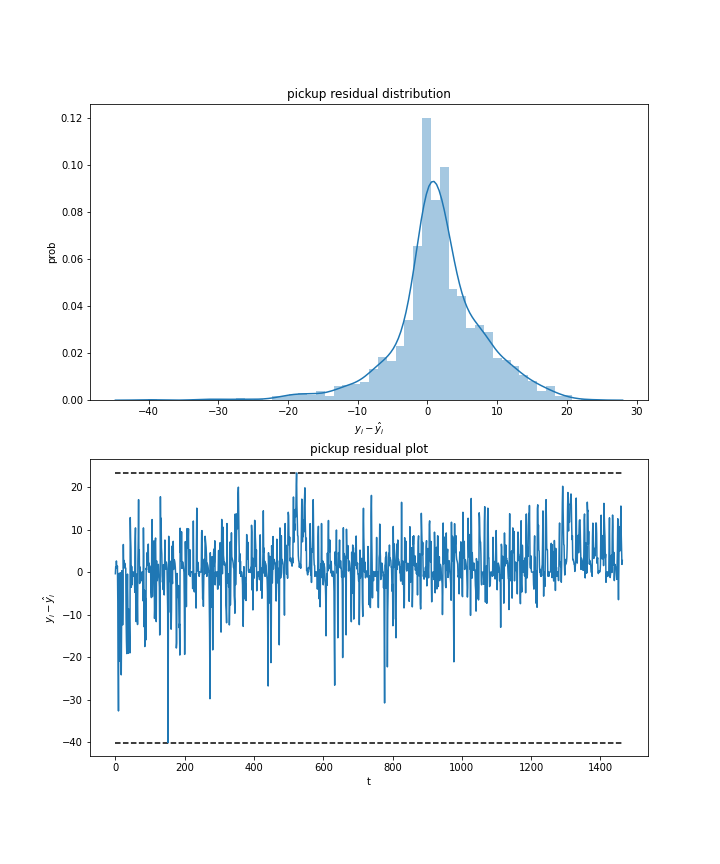 pickup residual distribution
0.12
0.10
0.08
0.06
0.04
0.02
0.00
prob
−40 −30 −20 −10 0 10 20 30
$y_i - \hat{y}_i$
pickup residual plot
20
10
0
−10
−20
−30
−40
$y_i - \hat{y}_i$
0 200 400 600 800 1000 1200 1400
t